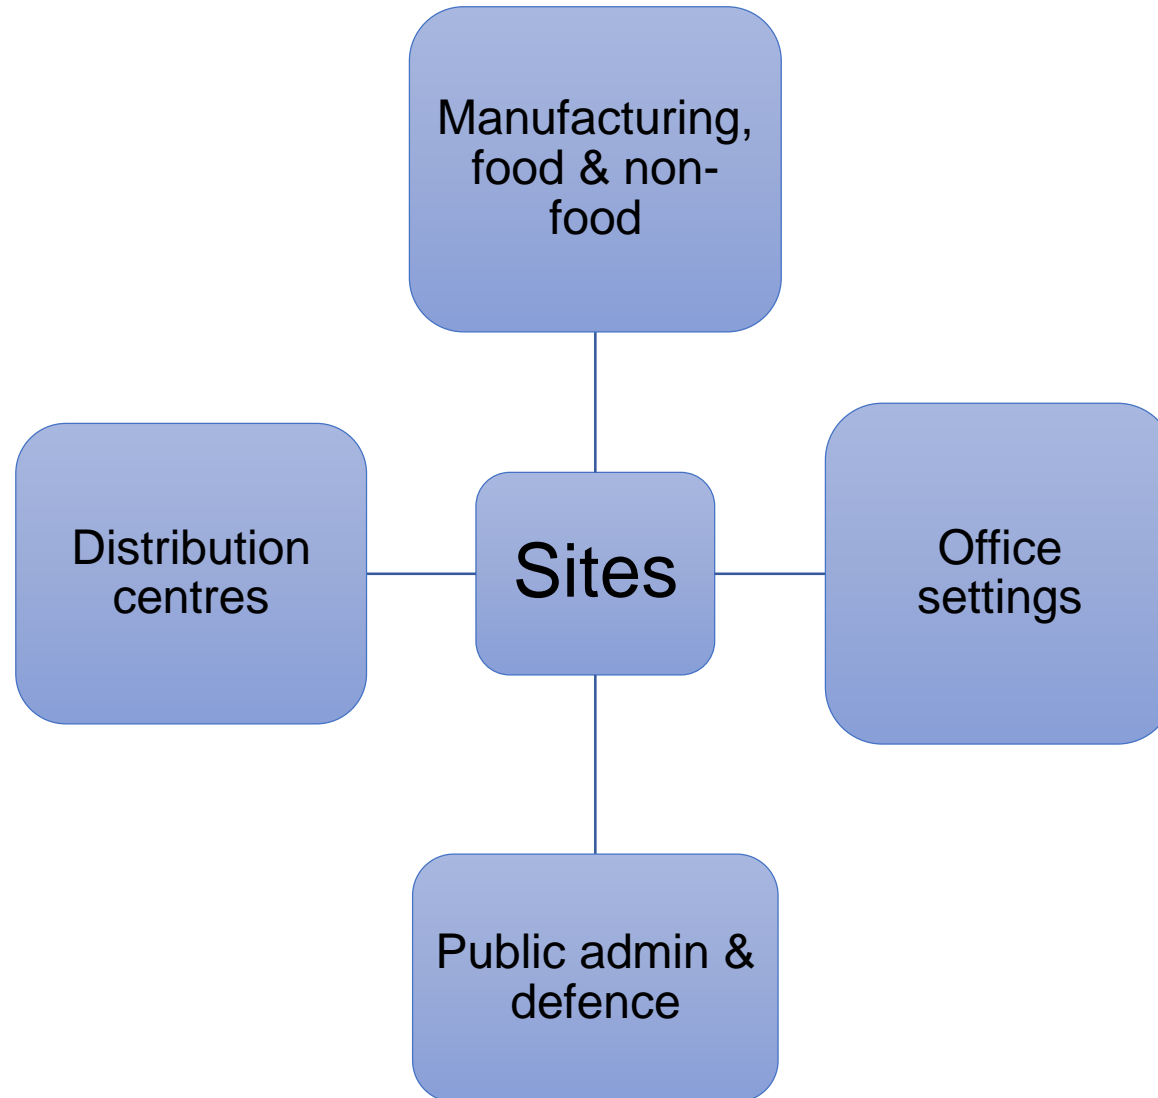 Manufacturing,
food & non-
food
Distribution
centres
Sites
Office
settings
Public admin &
defence